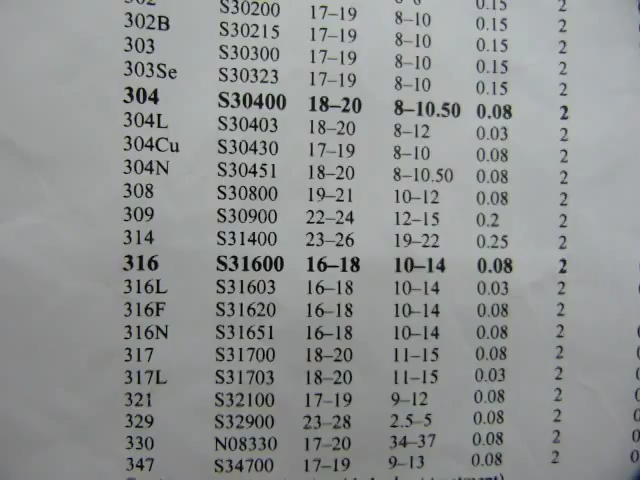 302 S30200 17–19 8–10 0.15 2
302B S30215 17–19 8–10 0.15 2
303 S30300 17–19 8–10 0.15 2
303Se S30323 17–19 8–10 0.15 2
304 S30400 18–20 8–10.50 0.08 2
304L S30403 18–20 8–12 0.03 2
304Cu S30430 17–19 8–10 0.08 2
304N S30451 18–20 8–10.50 0.08 2
308 S30800 19–21 10–12 0.08 2
309 S30900 22–24 12–15 0.2 2
314 S31400 23–26 19–22 0.25 2
316 S31600 16–18 10–14 0.08 2
316L S31603 16–18 10–14 0.03 2
316F S31620 16–18 10–14 0.08 2
316N S31651 16–18 10–14 0.08 2
317 S31700 18–20 11–15 0.08 2
317L S31703 18–20 11–15 0.03 2
321 S32100 17–19 9–12 0.08 2
329 S32900 23–28 2.5–5 0.08 2
330 N08330 17–20 34–37 0.08 2
347 S34700 17–19 9–13 0.08 2